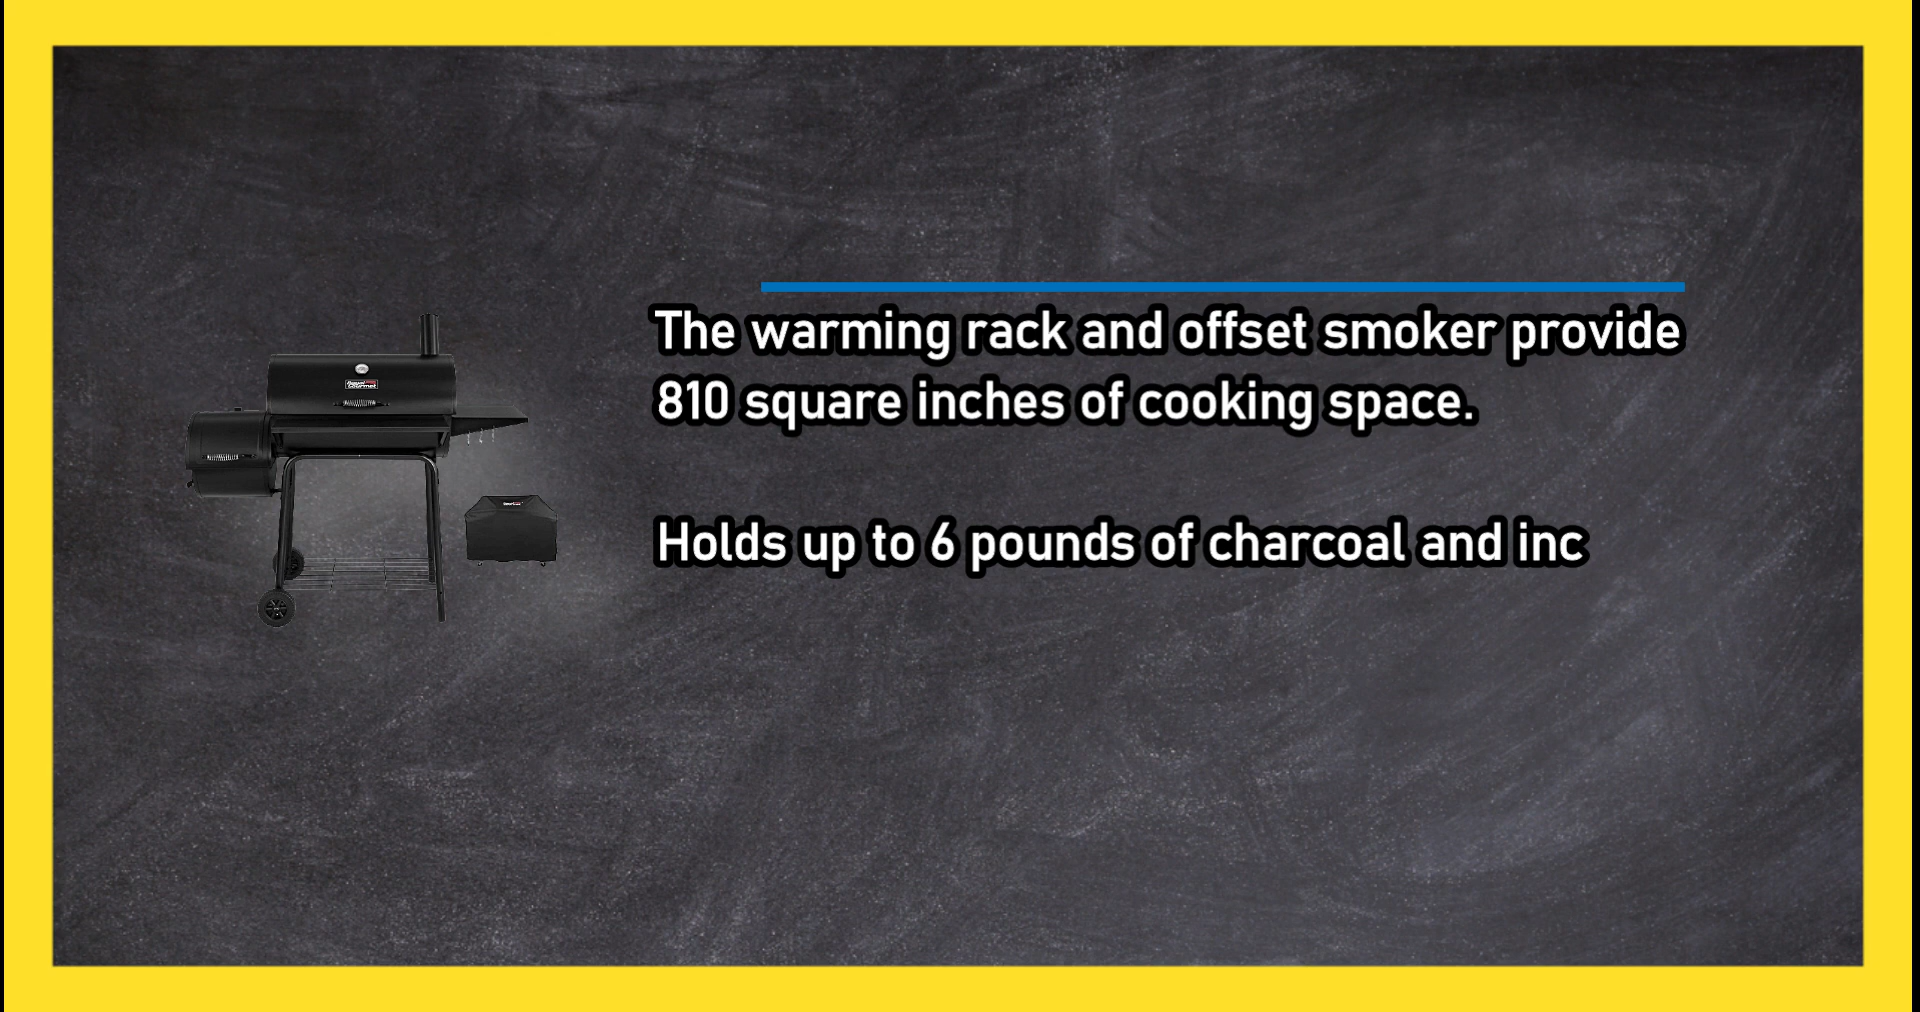 The warming rack and offset smoker provide
810 square inches of cooking space.
Holds up to 6 pounds of charcoal and inc